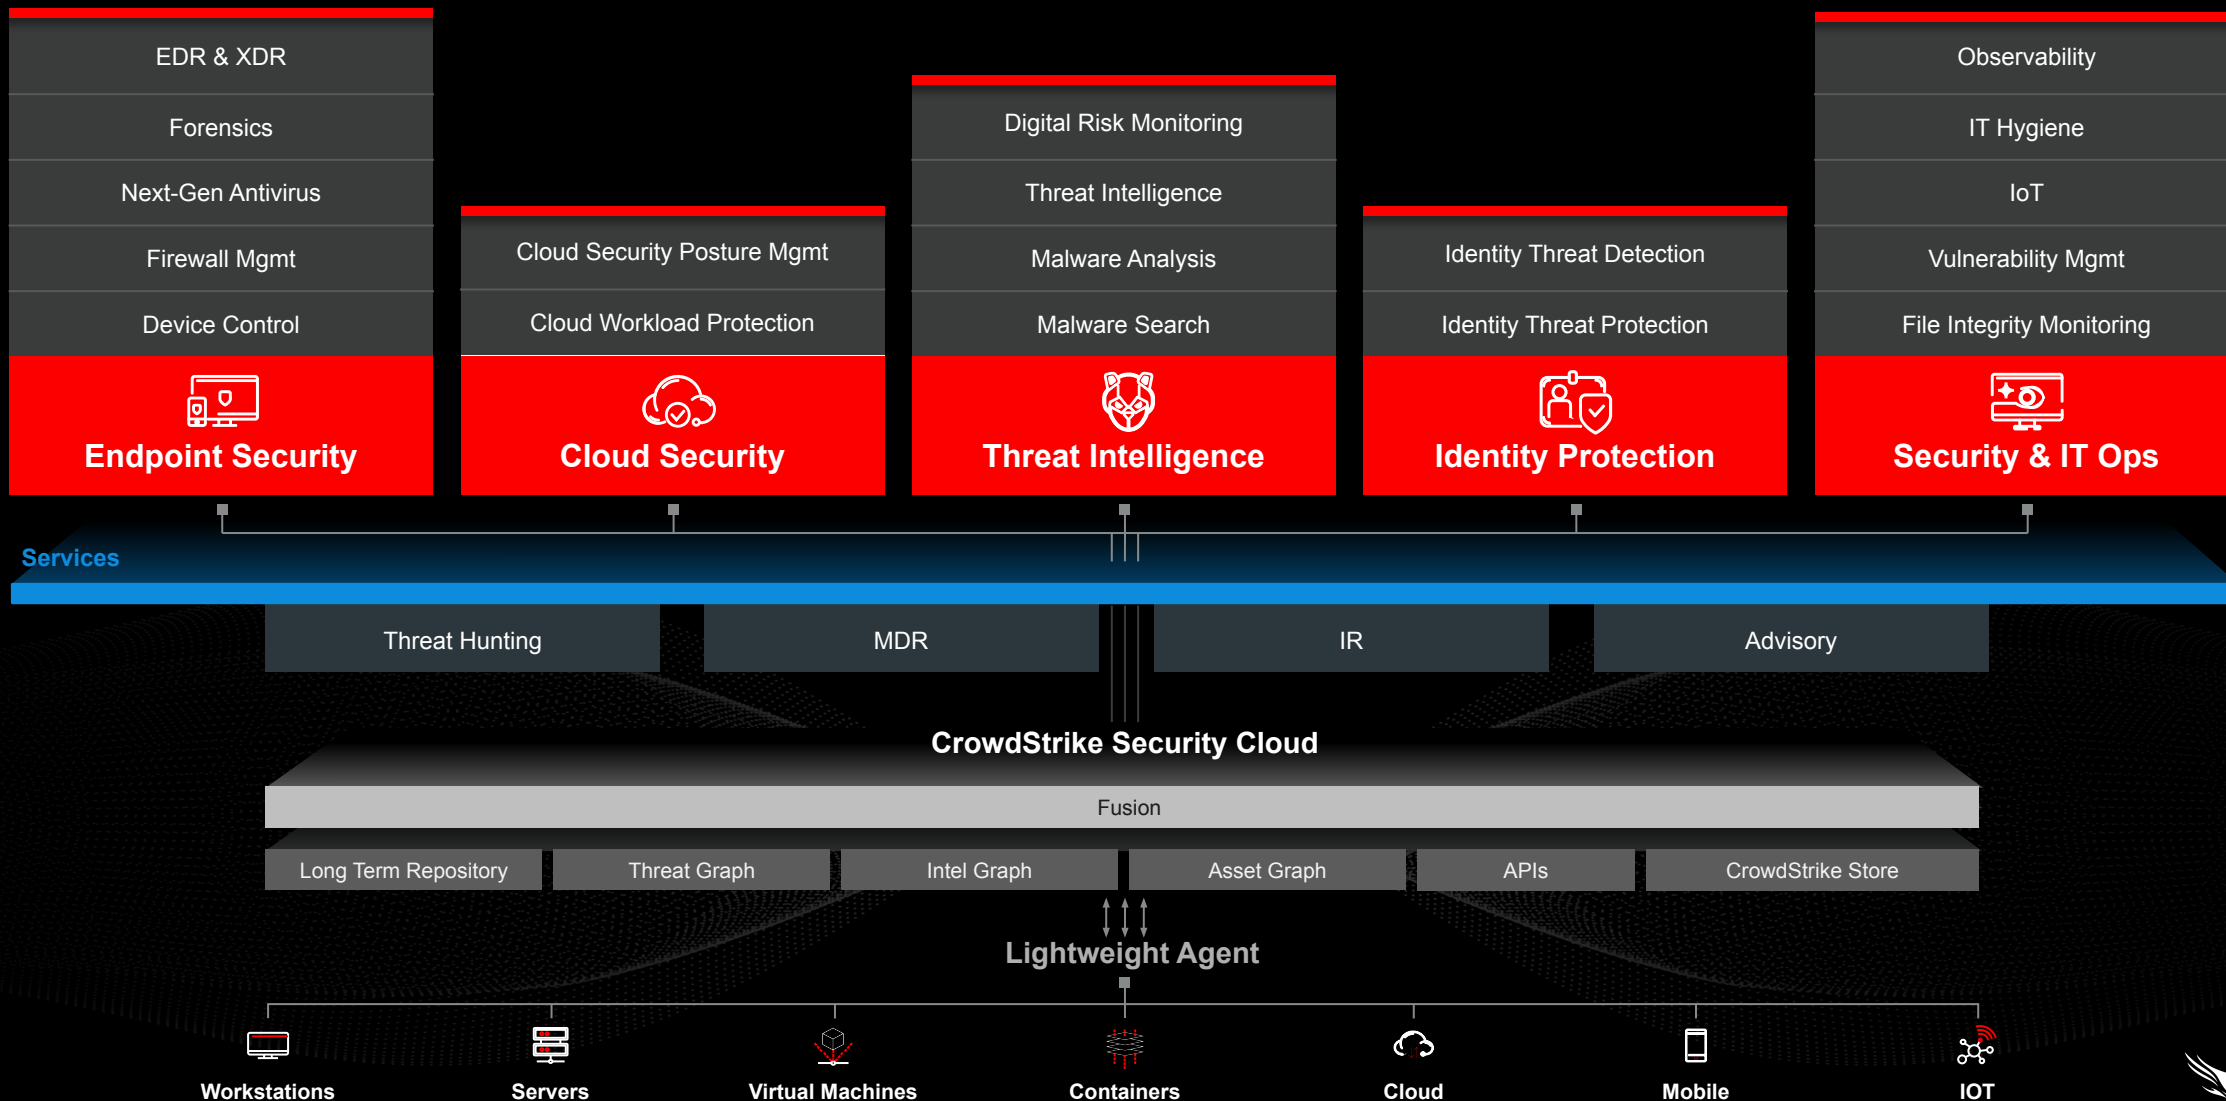 EDR & XDR
Forensics
Next-Gen Antivirus
Firewall Mgmt
Device Control
Endpoint Security
Cloud Security Posture Mgmt
Cloud Workload Protection
Cloud Security
Digital Risk Monitoring
Threat Intelligence
Malware Analysis
Malware Search
Threat Intelligence
Identity Threat Detection
Identity Threat Protection
Identity Protection
Observability
IT Hygiene
IoT
Vulnerability Mgmt
File Integrity Monitoring
Security & IT Ops
Services
Threat Hunting
MDR
IR
Advisory
CrowdStrike Security Cloud
Fusion
Long Term Repository
Threat Graph
Intel Graph
Asset Graph
APIs
CrowdStrike Store
Lightweight Agent
Workstations
Servers
Virtual Machines
Containers
Cloud
Mobile
IOT